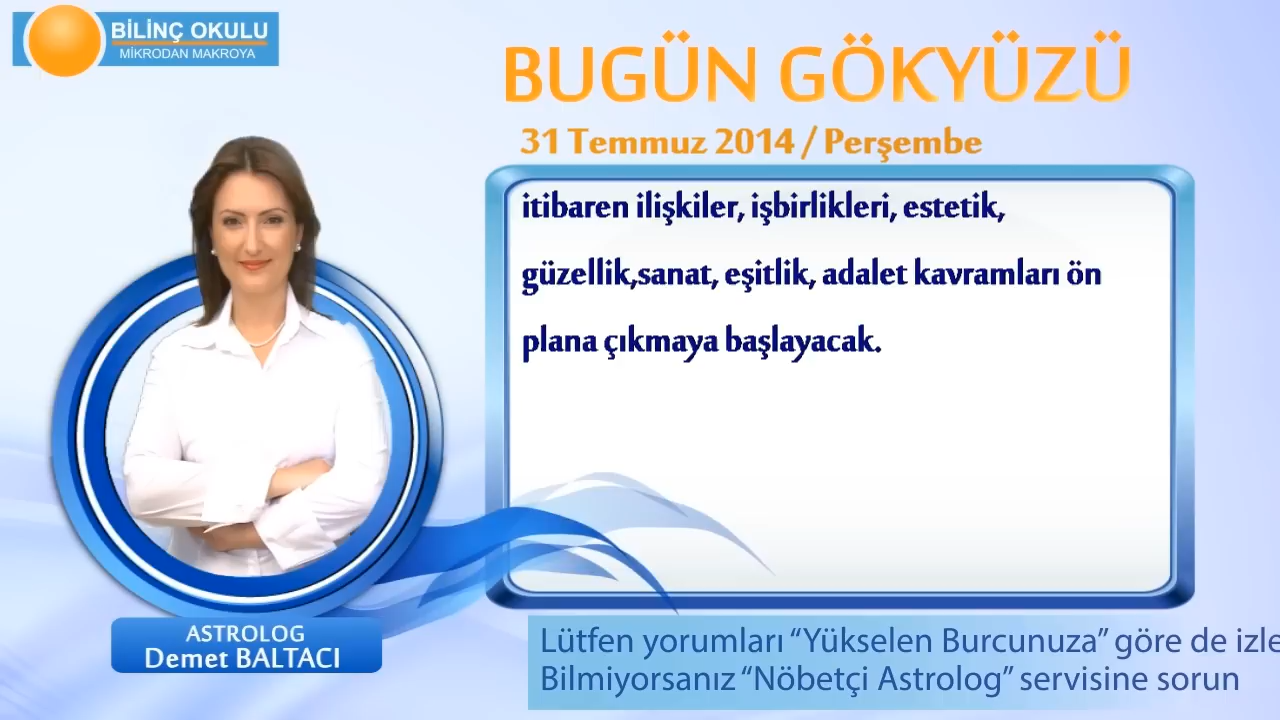 BİLİNÇ OKULU
MİKRODAN MAKROYA
BUGÜN GÖKYÜZÜ
31 Temmuz 2014 / Perşembe
itibaren ilişkiler, işbirlikleri, estetik,
güzellik,sanat, eşitlik, adalet kavramları ön
plana çıkmaya başlayacak.
ASTROLOG
Demet BALTACI
Lütfen yorumları “Yükselen Burcunuza” göre de izle
Bilmiyorsanız “Nöbetçi Astrolog” servisine sorun